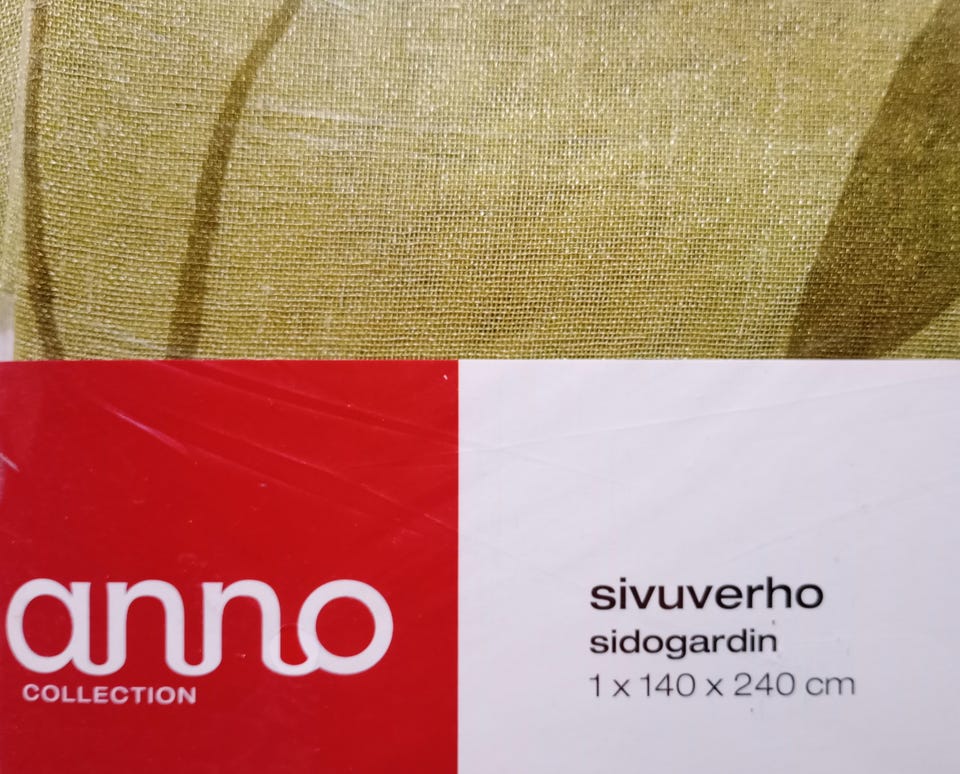 anno
COLLECTION
sivuverho
sidogardin
1 x 140 x 240 cm